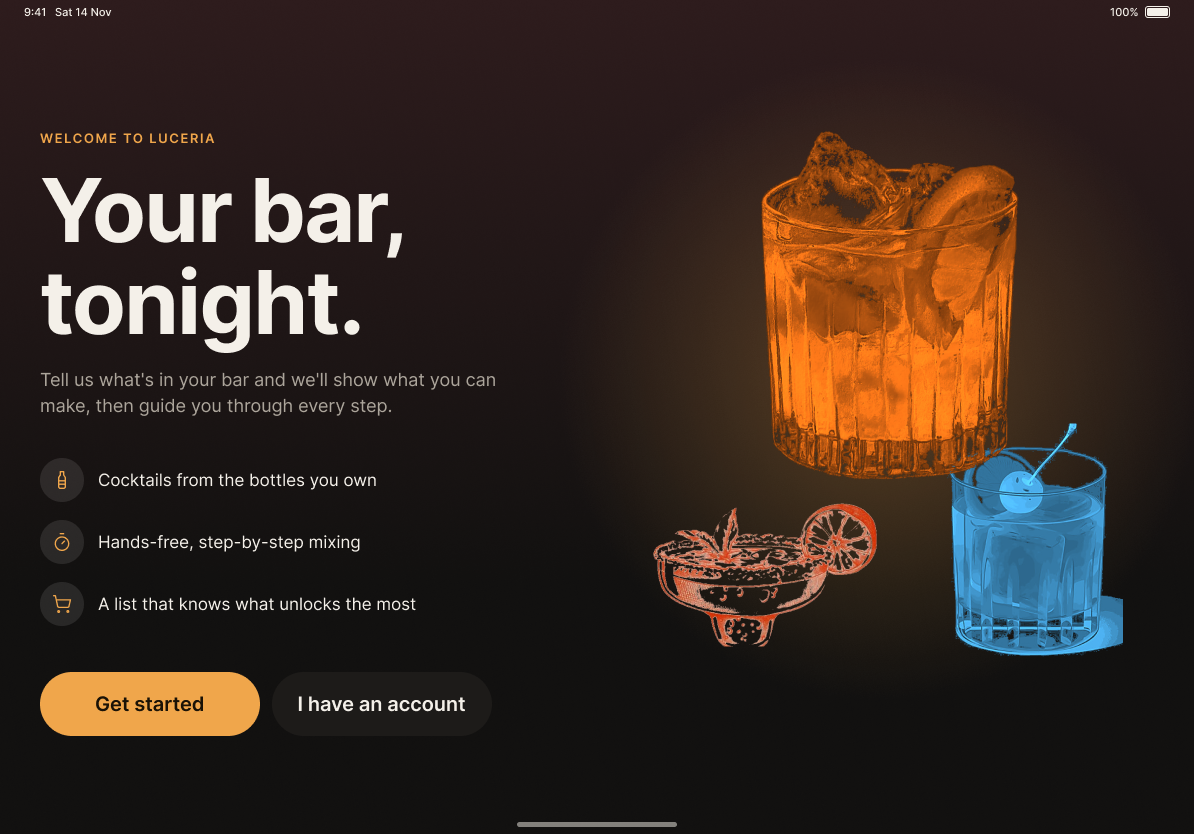 9:41 Sat 14 Nov
100%
WELCOME TO LUCERIA
Your bar,
tonight.
Tell us what's in your bar and we'll show what you can
make, then guide you through every step.
Cocktails from the bottles you own
Hands-free, step-by-step mixing
A list that knows what unlocks the most
Get started
I have an account